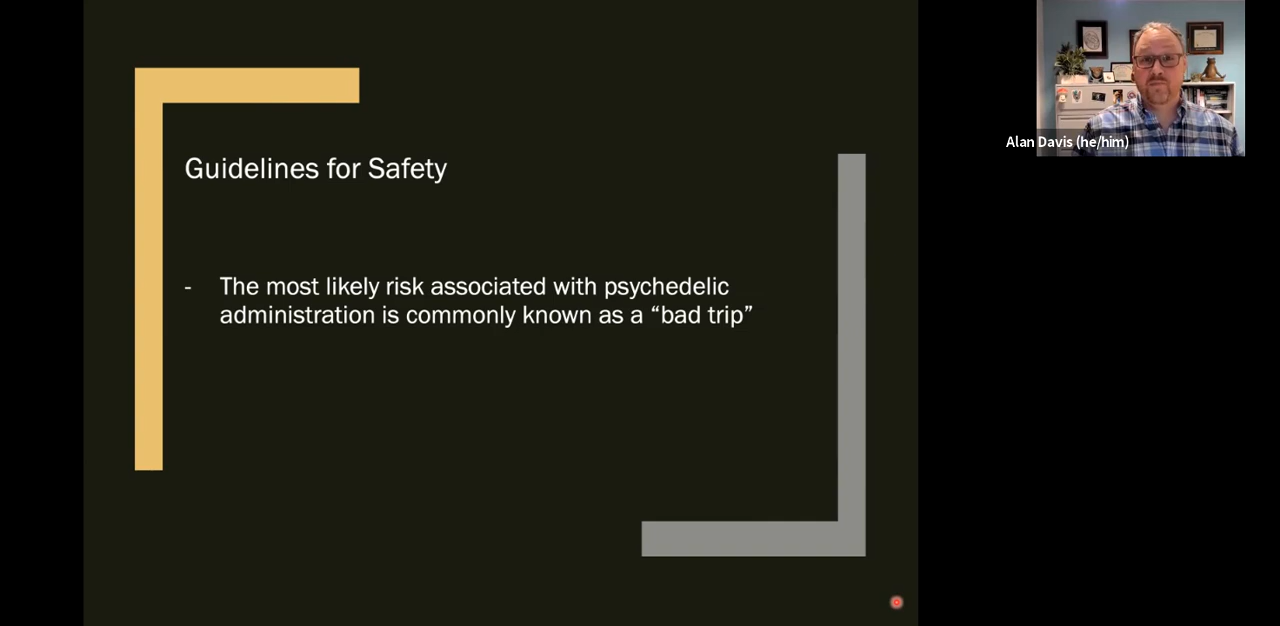 Guidelines for Safety
- The most likely risk associated with psychedelic
administration is commonly known as a “bad trip”
Alan Davis (he/him)